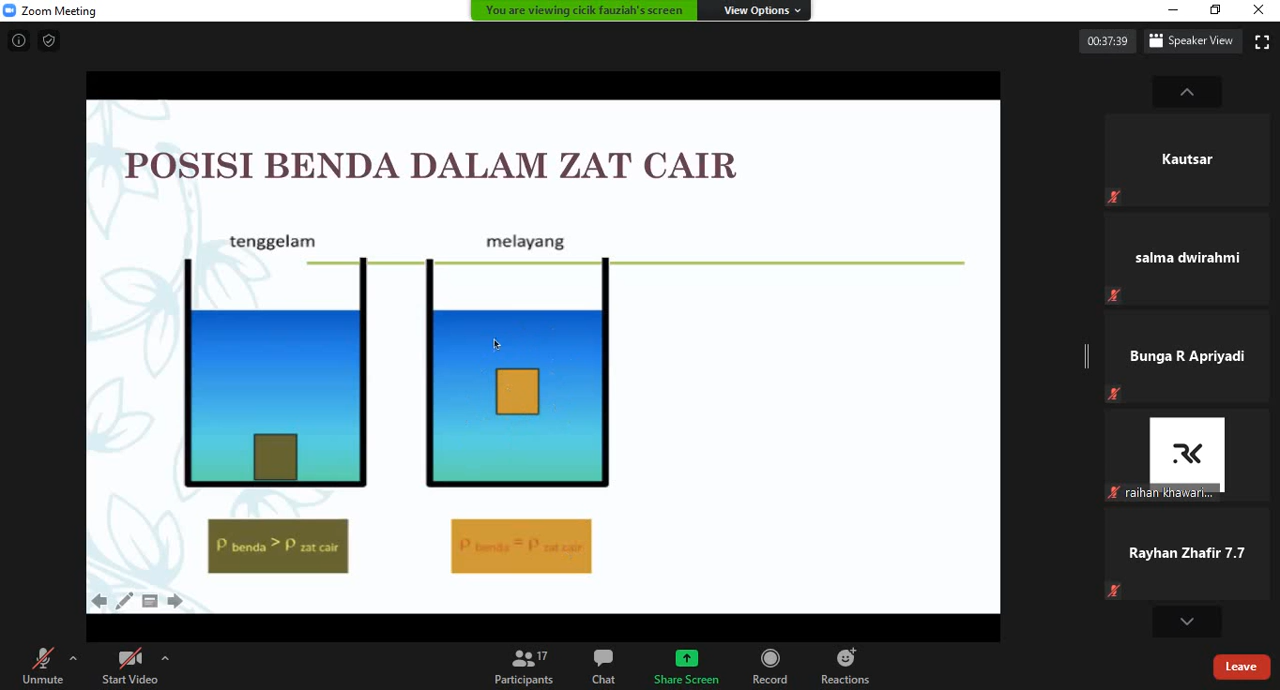 Zoom Meeting
You are viewing cicik fauziah's screen
View Options
00:37:39
Speaker View
POSISI BENDA DALAM ZAT CAIR
tenggelam
melayang
ρ benda > ρ zat cair
ρ benda = ρ zat cair
Kautsar
salma dwirahmi
Bunga R Apriyadi
RK
raihan khawari...
Rayhan Zhafir 7.7
Unmute
Start Video
17
Participants
Chat
Share Screen
Record
Reactions
Leave